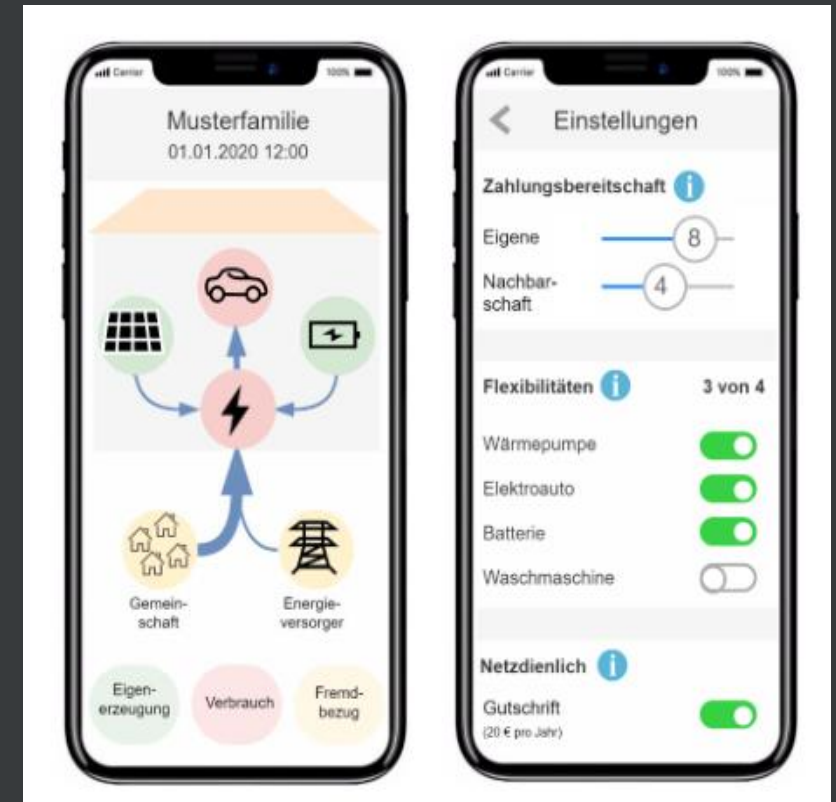 Carrier
100%
Musterfamilie
01.01.2020 12:00
Gemein-
schaft
Energie-
versorger
Eigen-
erzeugung
Verbrauch
Fremd-
bezug
Carrier
100%
Einstellungen
Zahlungsbereitschaft i
Eigene 8
Nachbar-
schaft 4
Flexibilitäten i 3 von 4
Wärmepumpe
Elektroauto
Batterie
Waschmaschine
Netzdienlich i
Gutschrift
(20 € pro Jahr)